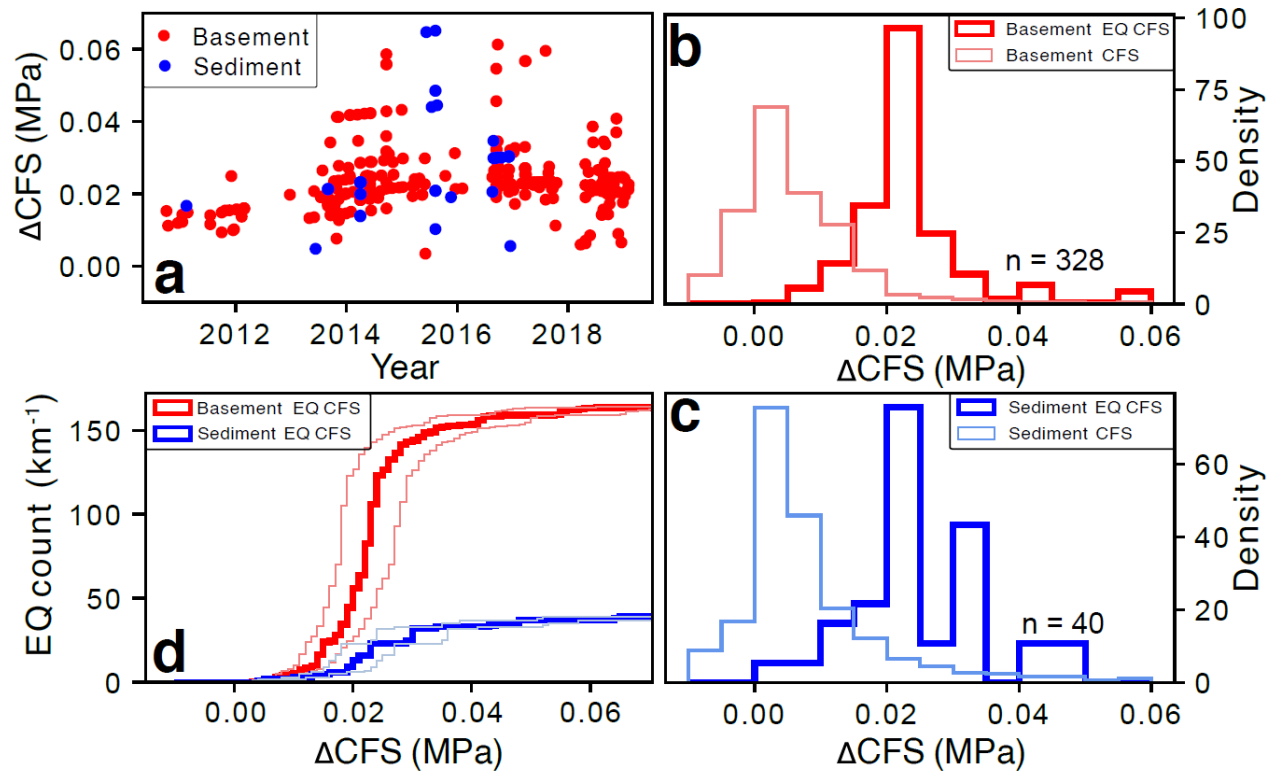 a
Basement
Sediment
ΔCFS (MPa)
0.06
0.04
0.02
0.00
2012
2014
2016
2018
Year
b
Basement EQ CFS
Basement CFS
n = 328
100
75
50
25
0
Density
0.00
0.02
0.04
0.06
ΔCFS (MPa)
d
Basement EQ CFS
Sediment EQ CFS
EQ count (km⁻¹)
150
100
50
0
0.00
0.02
0.04
0.06
ΔCFS (MPa)
c
Sediment EQ CFS
Sediment CFS
n = 40
60
40
20
0
Density
0.00
0.02
0.04
0.06
ΔCFS (MPa)